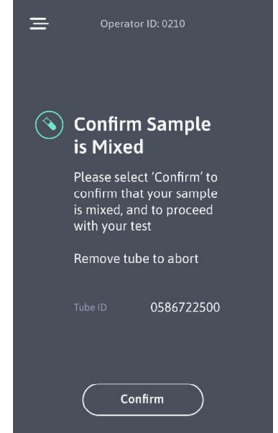 Operator ID: 0210
Confirm Sample
is Mixed
Please select 'Confirm' to
confirm that your sample
is mixed, and to proceed
with your test
Remove tube to abort
Tube ID 0586722500
Confirm